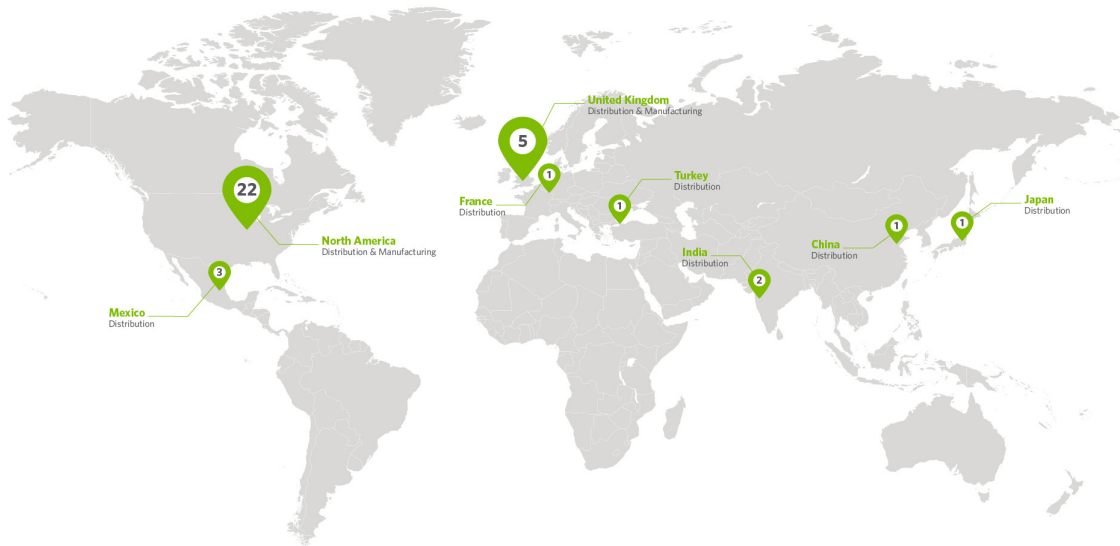 United Kingdom
Distribution & Manufacturing
5
1
22
Turkey
Distribution
1
France
Distribution
Japan
Distribution
1
North America
Distribution & Manufacturing
China
Distribution
1
India
Distribution
2
3
Mexico
Distribution